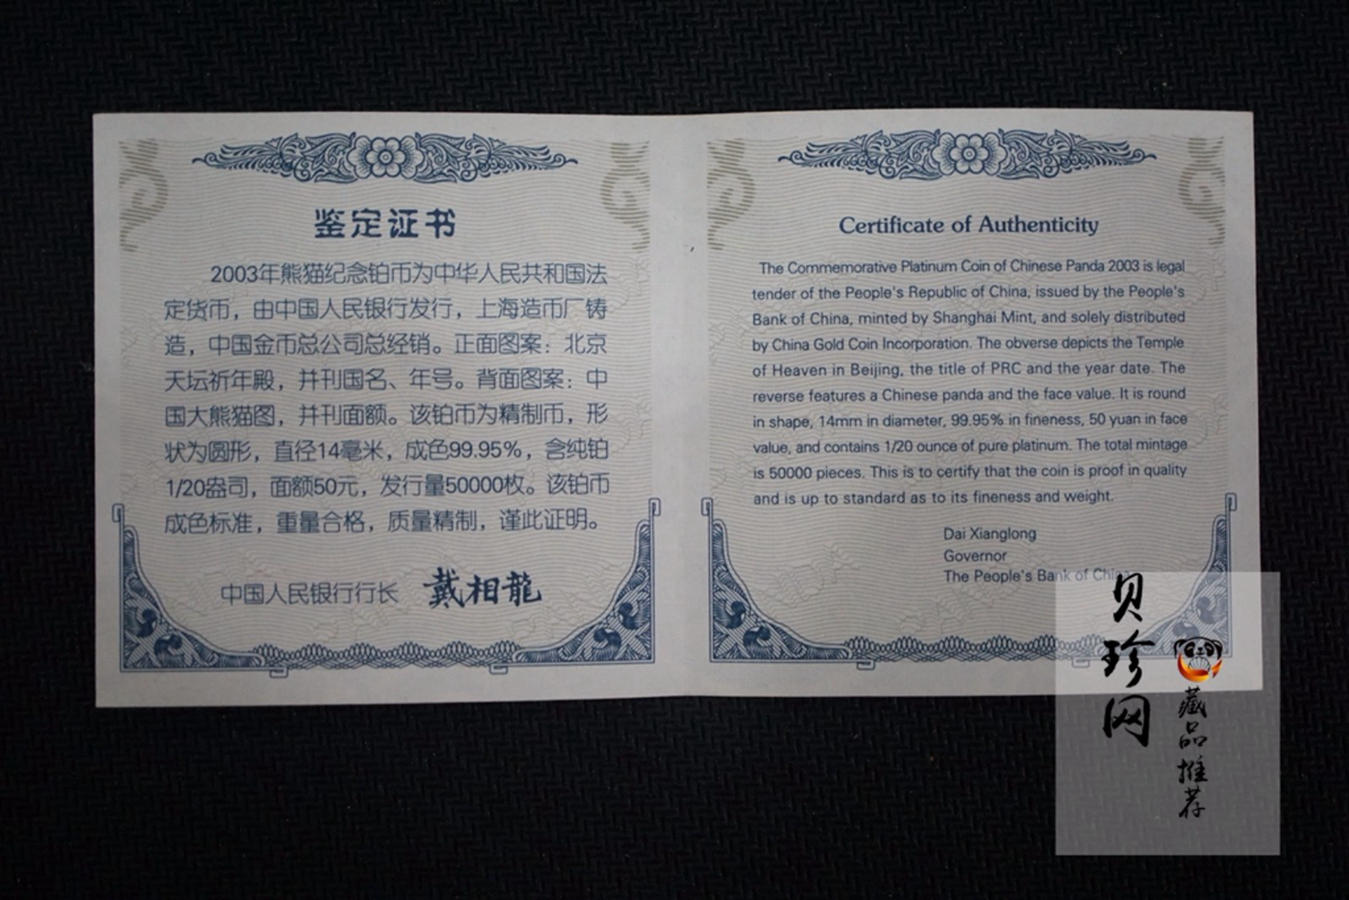 鉴定证书
2003年熊猫纪念铂币为中华人民共和国法
定货币，由中国人民银行发行，上海造币厂铸
造，中国金币总公司总经销。正面图案：北京
天坛祈年殿，并刊国名、年号。背面图案：中
国大熊猫图，并刊面额。该铂币为精制币，形
状为圆形，直径14毫米，成色99.95%，含纯铂
1/20盎司，面额50元，发行量50000枚。该铂币
成色标准，重量合格，质量精制，谨此证明。
中国人民银行行长 戴相龍
Certificate of Authenticity
The Commemorative Platinum Coin of Chinese Panda 2003 is legal
tender of the People's Republic of China, issued by the People's
Bank of China, minted by Shanghai Mint, and solely distributed
by China Gold Coin Incorporation. The obverse depicts the Temple
of Heaven in Beijing, the title of PRC and the year date. The
reverse features a Chinese panda and the face value. It is round
in shape, 14mm in diameter, 99.95% in fineness, 50 yuan in face
value, and contains 1/20 ounce of pure platinum. The total mintage
is 50000 pieces. This is to certify that the coin is proof in quality
and is up to standard as to its fineness and weight.
Dai Xianglong
Governor
The People's Bank of China
贝珍网
藏品推荐